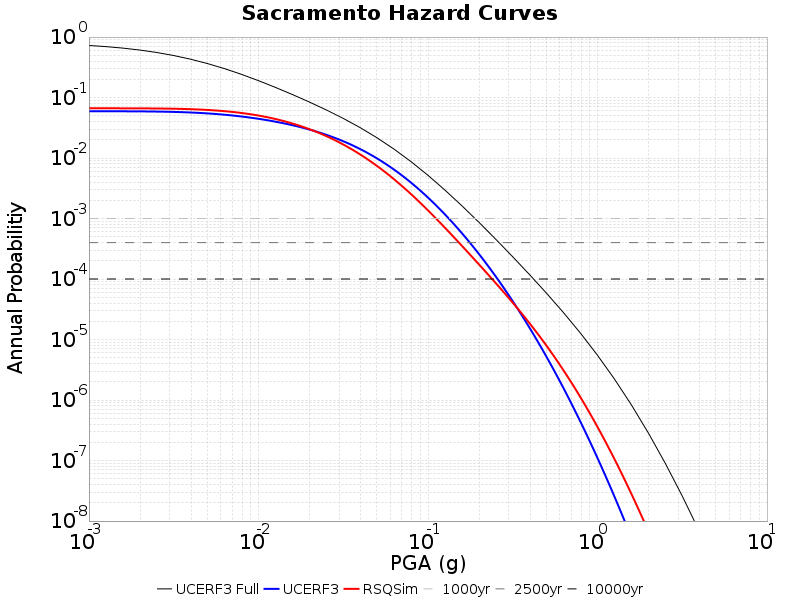 Sacramento Hazard Curves
10^0
10^-1
10^-2
10^-3
10^-4
10^-5
10^-6
10^-7
10^-8
Annual Probabilitiy
10^-3 10^-2 10^-1 10^0 10^1
PGA (g)
UCERF3 Full UCERF3 RSQSim 1000yr 2500yr 10000yr